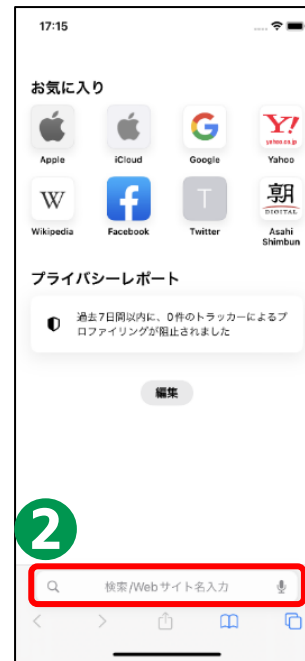 17:15
お気に入り
Y!
yahoo.co.jp
Apple
iCloud
Google
Yahoo
W
f
T
朝
DIGITAL
Wikipedia
Facebook
Twitter
Asahi
Shimbun
プライバシーレポート
過去7日間以内に、0件のトラッカーによるプ
ロファイリングが阻止されました
編集
2
検索/Webサイト名入力